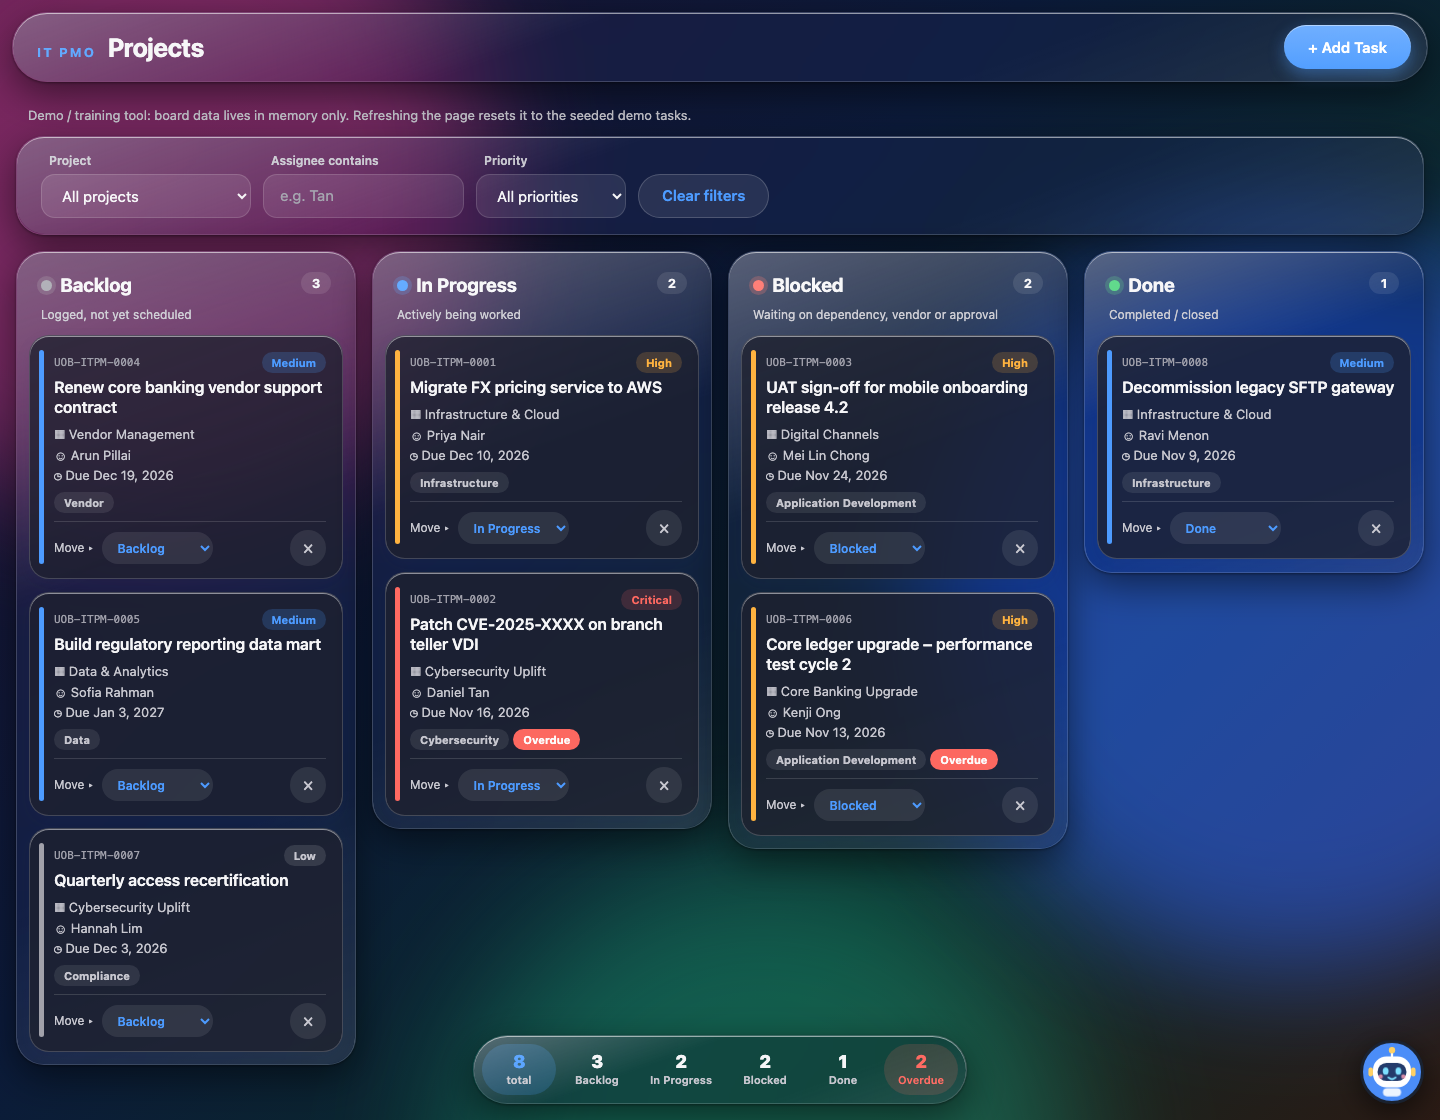 IT PMO Projects
+ Add Task
Demo / training tool: board data lives in memory only. Refreshing the page resets it to the seeded demo tasks.
Project
All projects
Assignee contains
e.g. Tan
Priority
All priorities
Clear filters
Backlog
3
Logged, not yet scheduled
UOB-ITPM-0004
Medium
Renew core banking vendor support
contract
Vendor Management
Arun Pillai
Due Dec 19, 2026
Vendor
Move ▸ Backlog ×
UOB-ITPM-0005
Medium
Build regulatory reporting data mart
Data & Analytics
Sofia Rahman
Due Jan 3, 2027
Data
Move ▸ Backlog ×
UOB-ITPM-0007
Low
Quarterly access recertification
Cybersecurity Uplift
Hannah Lim
Due Dec 3, 2026
Compliance
Move ▸ Backlog ×
In Progress
2
Actively being worked
UOB-ITPM-0001
High
Migrate FX pricing service to AWS
Infrastructure & Cloud
Priya Nair
Due Dec 10, 2026
Infrastructure
Move ▸ In Progress ×
UOB-ITPM-0002
Critical
Patch CVE-2025-XXXX on branch
teller VDI
Cybersecurity Uplift
Daniel Tan
Due Nov 16, 2026
Cybersecurity Overdue
Move ▸ In Progress ×
Blocked
2
Waiting on dependency, vendor or approval
UOB-ITPM-0003
High
UAT sign-off for mobile onboarding
release 4.2
Digital Channels
Mei Lin Chong
Due Nov 24, 2026
Application Development
Move ▸ Blocked ×
UOB-ITPM-0006
High
Core ledger upgrade – performance
test cycle 2
Core Banking Upgrade
Kenji Ong
Due Nov 13, 2026
Application Development Overdue
Move ▸ Blocked ×
Done
1
Completed / closed
UOB-ITPM-0008
Medium
Decommission legacy SFTP gateway
Infrastructure & Cloud
Ravi Menon
Due Nov 9, 2026
Infrastructure
Move ▸ Done ×
8 total
3 Backlog
2 In Progress
2 Blocked
1 Done
2 Overdue